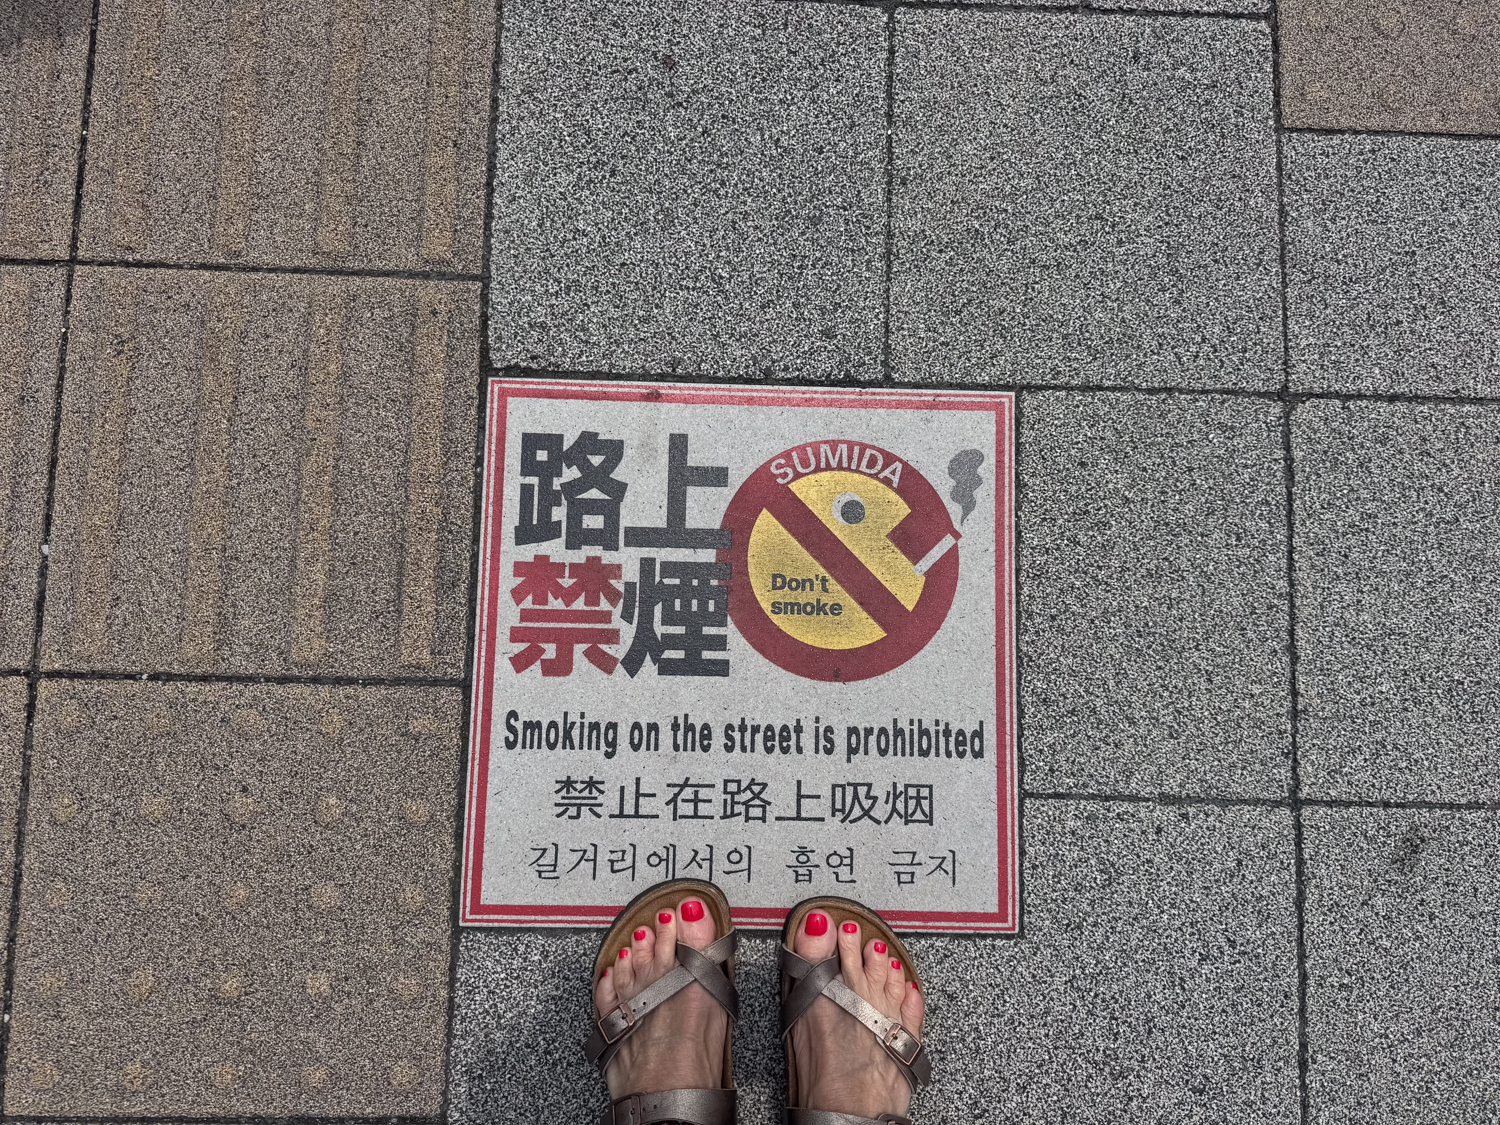 路上
禁煙
SUMIDA
Don't
smoke
Smoking on the street is prohibited
禁止在路上吸烟
길거리에서의 흡연 금지